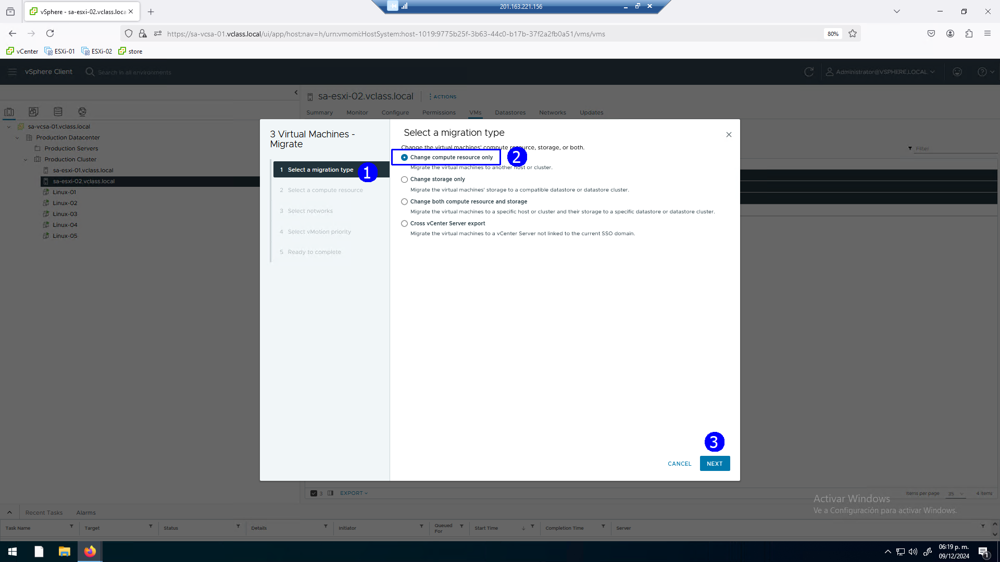 vSphere - sa-esxi-02.vclass.loca
201.163.221.156
https://sa-vcsa-01.vclass.local/ui/app/host;nav=h/urn:vmomi:HostSystem:host-1019:9775b25f-3b63-44c0-b17b-37f2a2fb0a51/vms/vms
80%
vCenter
ESXi-01
ESXi-02
store
vSphere Client
Search in all environments
Administrator@VSPHERE.LOCAL
sa-esxi-02.vclass.local
ACTIONS
Summary
Monitor
Configure
Permissions
VMs
Datastores
Networks
Updates
sa-vcsa-01.vclass.local
Production Datacenter
Production Servers
Production Cluster
sa-esxi-01.vclass.local
sa-esxi-02.vclass.local
Linux-01
Linux-02
Linux-03
Linux-04
Linux-05
Filter
3 Virtual Machines -
Migrate
1 Select a migration type
1
2 Select a compute resource
3 Select networks
4 Select vMotion priority
5 Ready to complete
Select a migration type
Change the virtual machines' compute resource, storage, or both.
Change compute resource only
2
Migrate the virtual machines to another host or cluster.
Change storage only
Migrate the virtual machines' storage to a compatible datastore or datastore cluster.
Change both compute resource and storage
Migrate the virtual machines to a specific host or cluster and their storage to a specific datastore or datastore cluster.
Cross vCenter Server export
Migrate the virtual machines to a vCenter Server not linked to the current SSO domain.
3
CANCEL
NEXT
3
EXPORT
Items per page
35
4 items
Activar Windows
Ve a Configuración para activar Windows.
Recent Tasks
Alarms
Task Name
Target
Status
Details
Initiator
Queued
For
Start Time
Completion Time
Server
06:19 p. m.
09/12/2024
1